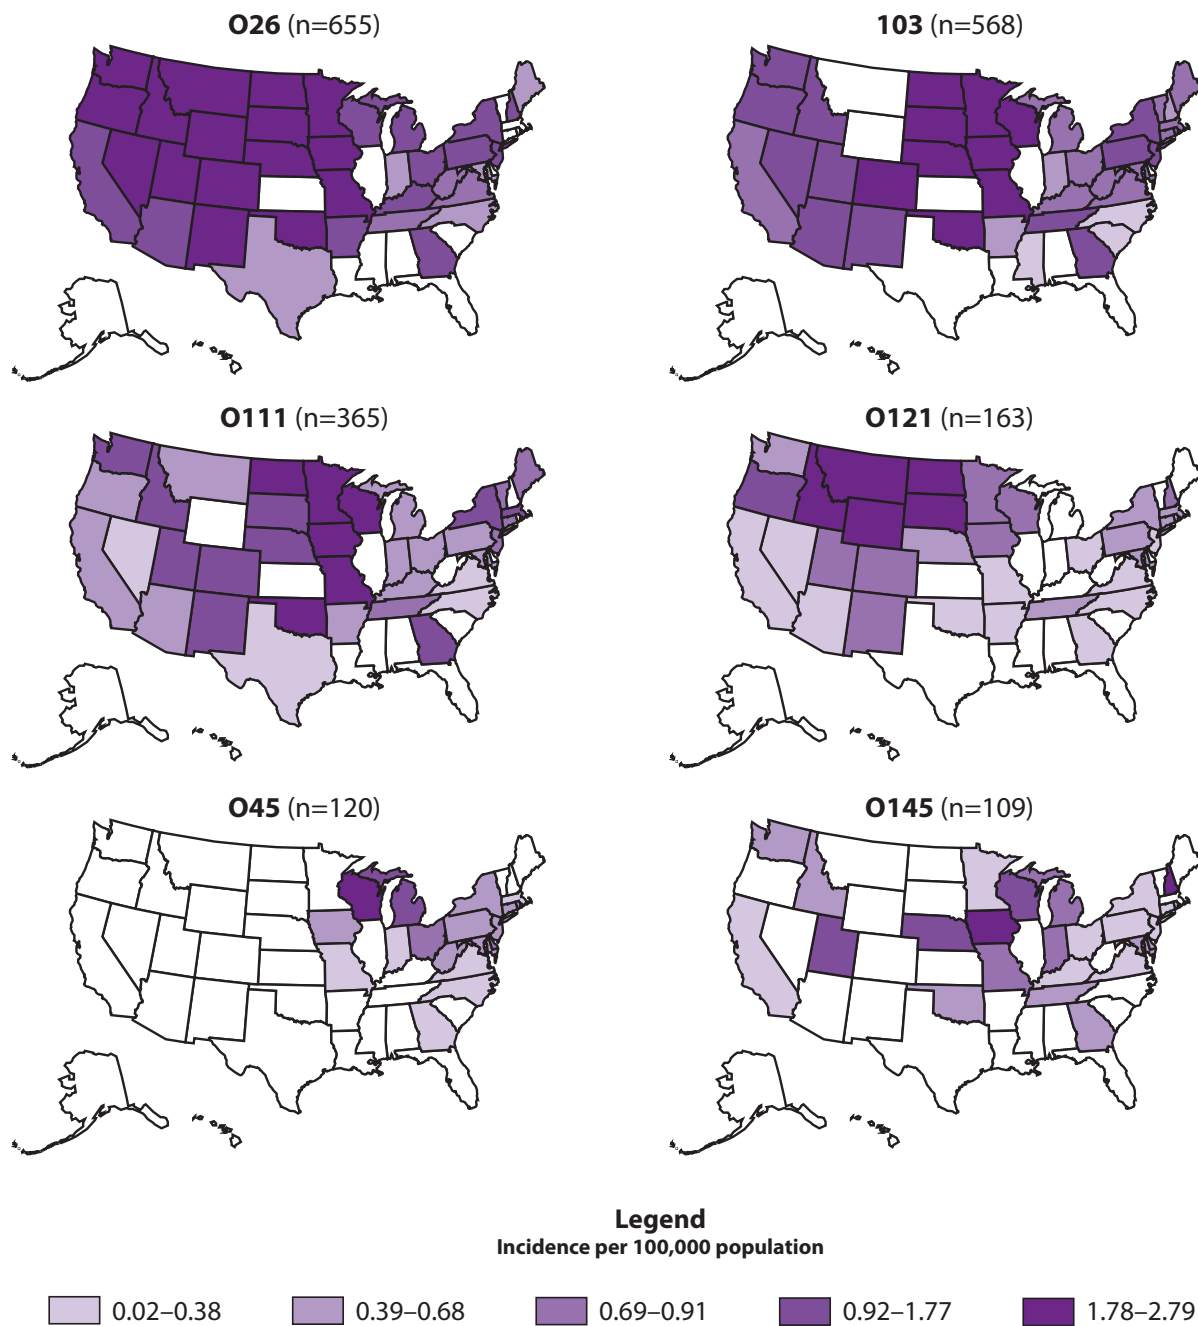 O26 (n=655)
103 (n=568)
O111 (n=365)
O121 (n=163)
O45 (n=120)
O145 (n=109)
Legend
Incidence per 100,000 population
0.02–0.38
0.39–0.68
0.69–0.91
0.92–1.77
1.78–2.79